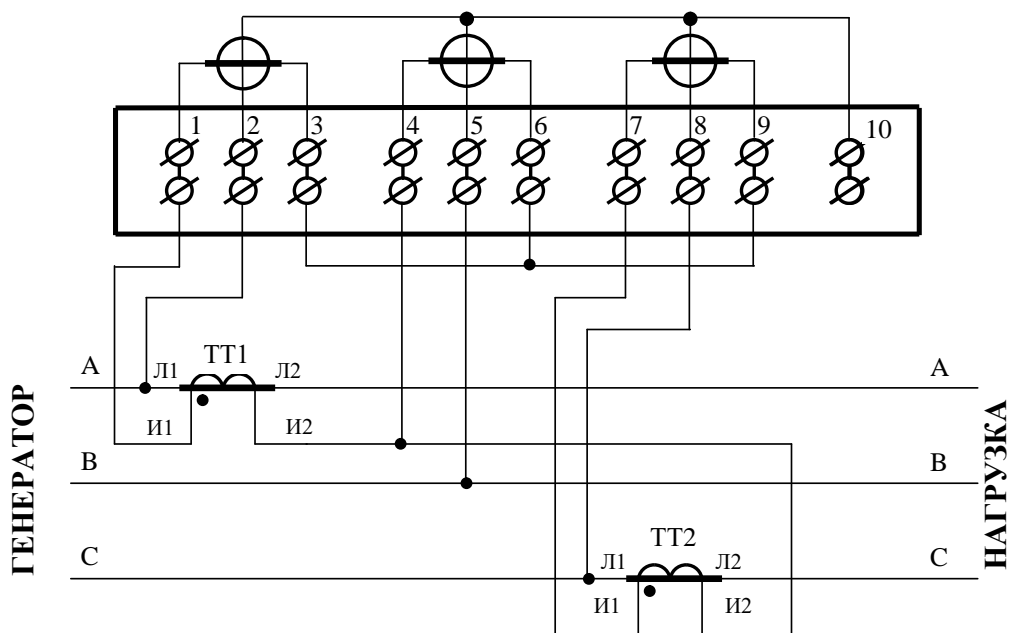 1 2 3 4 5 6 7 8 9 10
ТТ1
А Л1 Л2 А
И1 И2
В В
ТТ2
С Л1 Л2 С
И1 И2
ГЕНЕРАТОР
НАГРУЗКА